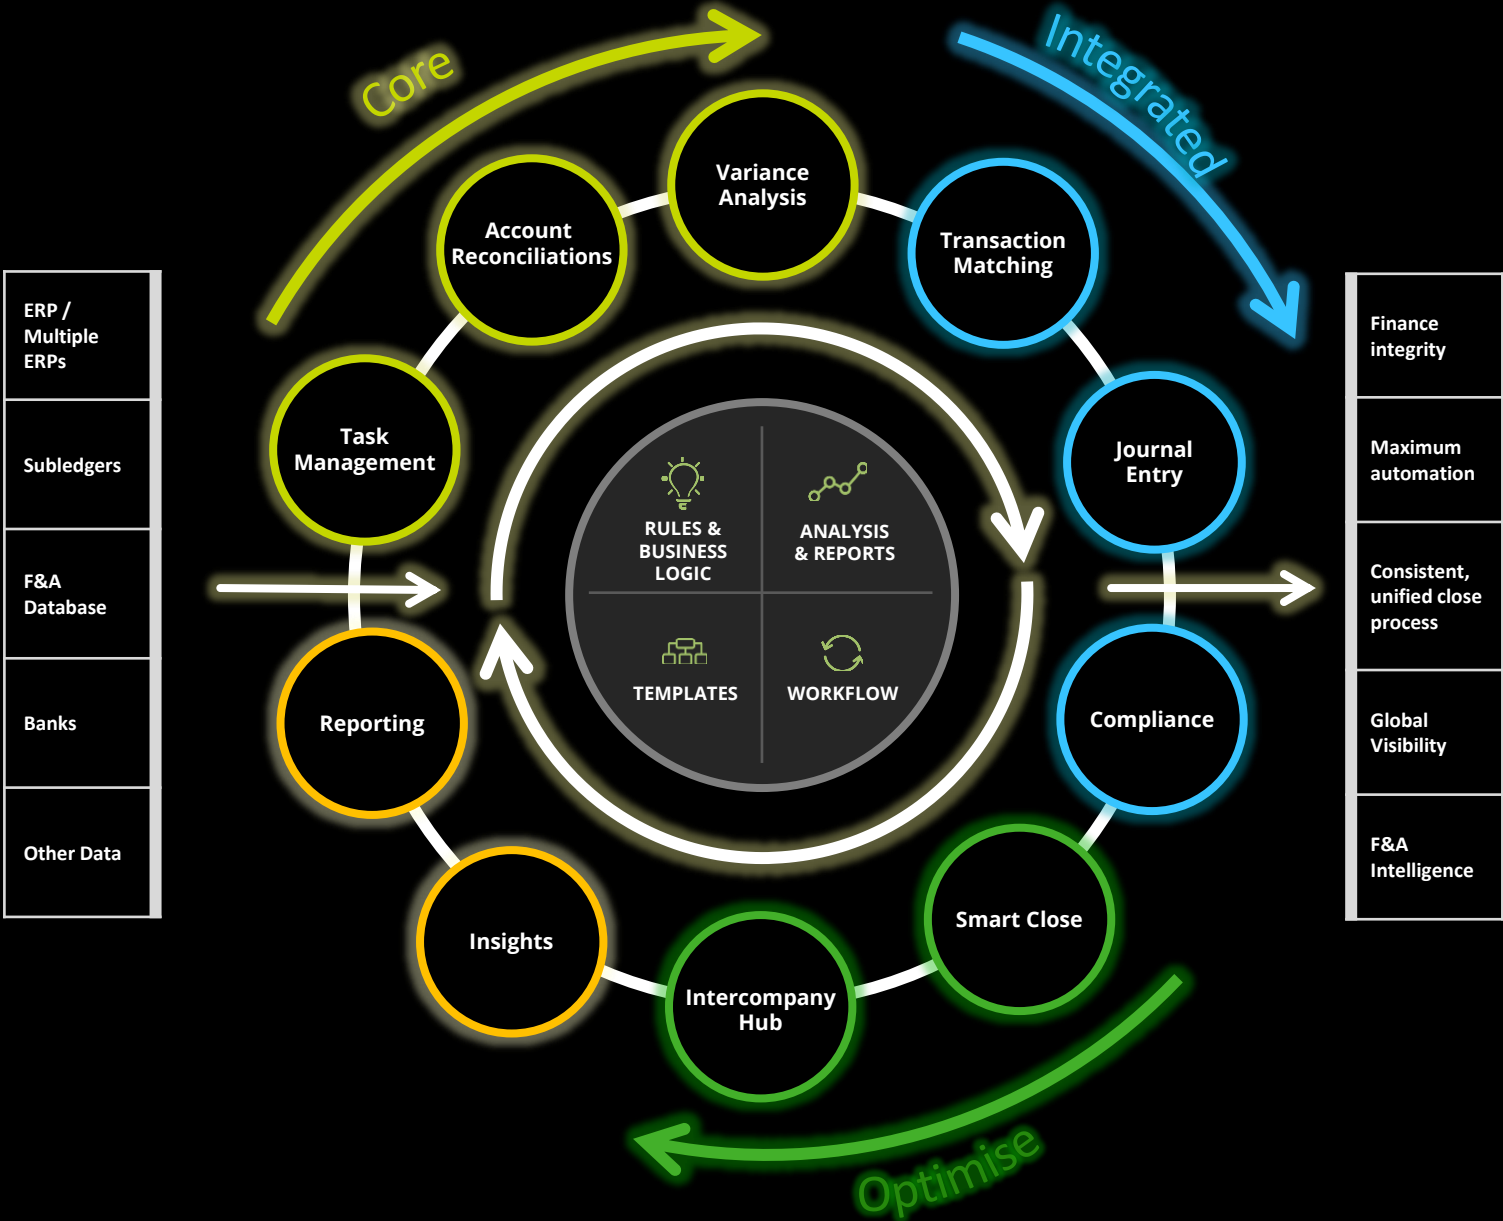 Core
Integrated
Variance
Analysis
Account
Reconciliations
Transaction
Matching
Task
Management
Journal
Entry
ERP /
Multiple
ERPs
Subledgers
F&A
Database
Banks
Other Data
RULES &
BUSINESS
LOGIC
ANALYSIS
& REPORTS
TEMPLATES
WORKFLOW
Finance
integrity
Maximum
automation
Consistent,
unified close
process
Global
Visibility
F&A
Intelligence
Reporting
Compliance
Insights
Smart Close
Intercompany
Hub
Optimise